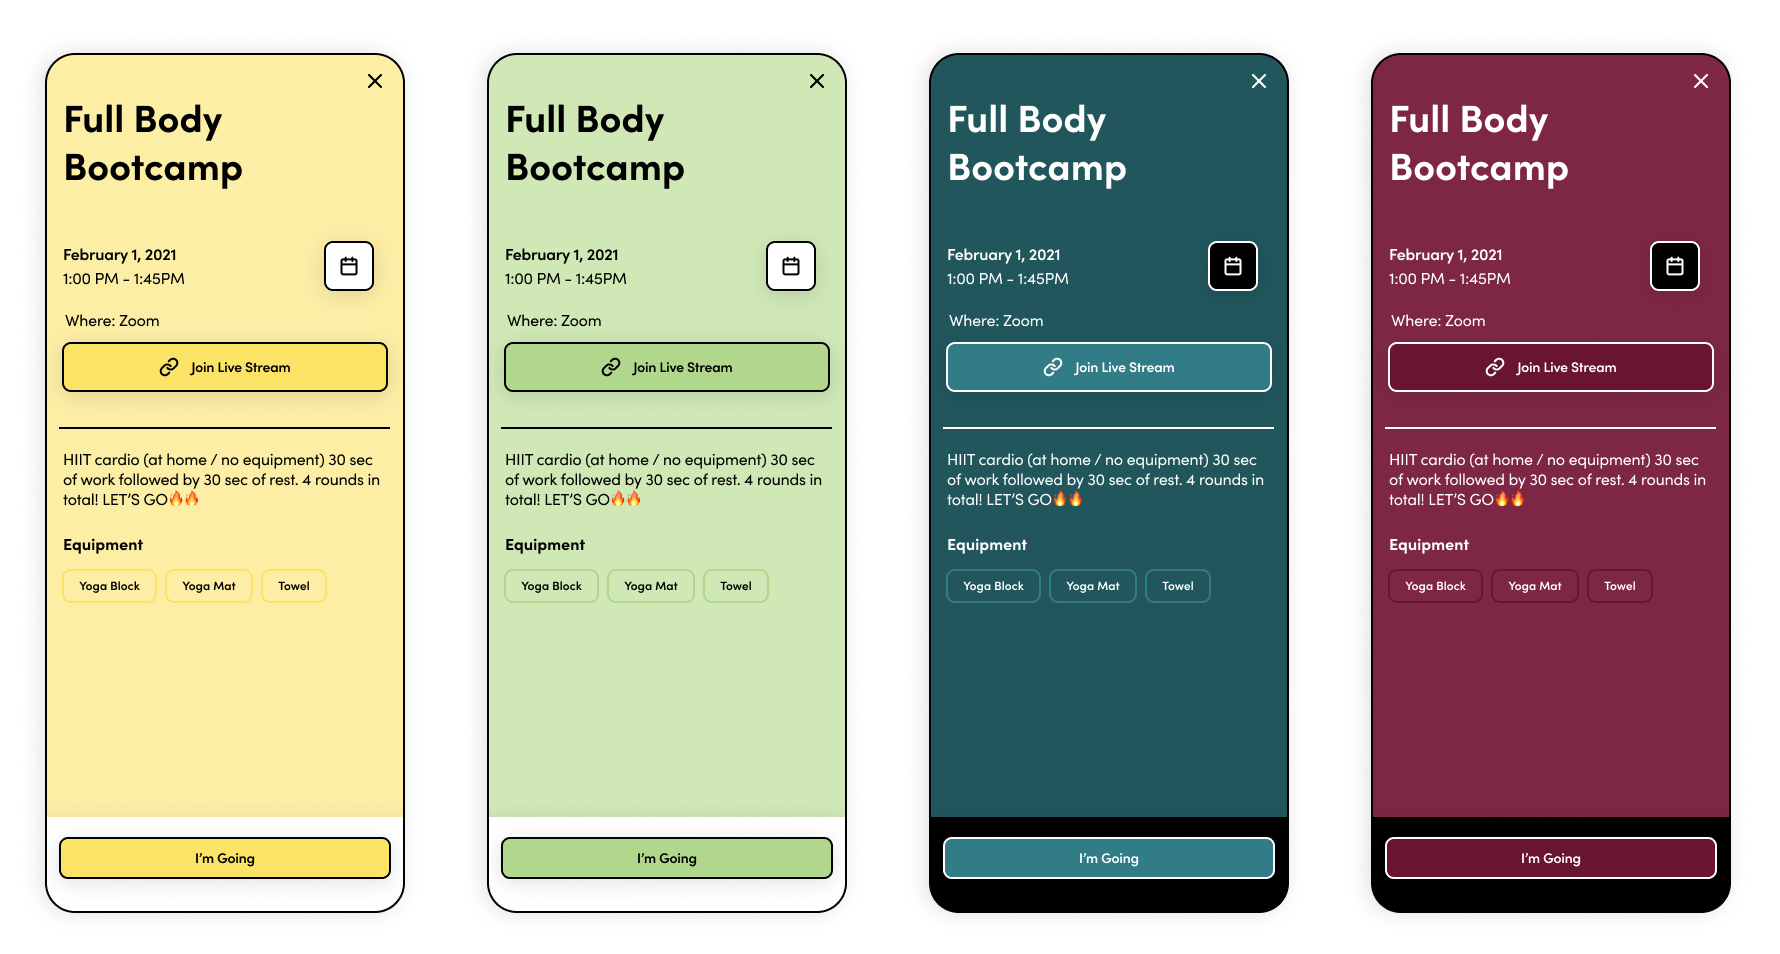 Full Body
Bootcamp
February 1, 2021
1:00 PM - 1:45PM
Where: Zoom
Join Live Stream
HIIT cardio (at home / no equipment) 30 sec
of work followed by 30 sec of rest. 4 rounds in
total! LET'S GO🔥🔥
Equipment
Yoga Block Yoga Mat Towel
I'm Going
Full Body
Bootcamp
February 1, 2021
1:00 PM - 1:45PM
Where: Zoom
Join Live Stream
HIIT cardio (at home / no equipment) 30 sec
of work followed by 30 sec of rest. 4 rounds in
total! LET'S GO🔥🔥
Equipment
Yoga Block Yoga Mat Towel
I'm Going
Full Body
Bootcamp
February 1, 2021
1:00 PM - 1:45PM
Where: Zoom
Join Live Stream
HIIT cardio (at home / no equipment) 30 sec
of work followed by 30 sec of rest. 4 rounds in
total! LET'S GO🔥🔥
Equipment
Yoga Block Yoga Mat Towel
I'm Going
Full Body
Bootcamp
February 1, 2021
1:00 PM - 1:45PM
Where: Zoom
Join Live Stream
HIIT cardio (at home / no equipment) 30 sec
of work followed by 30 sec of rest. 4 rounds in
total! LET'S GO🔥🔥
Equipment
Yoga Block Yoga Mat Towel
I'm Going